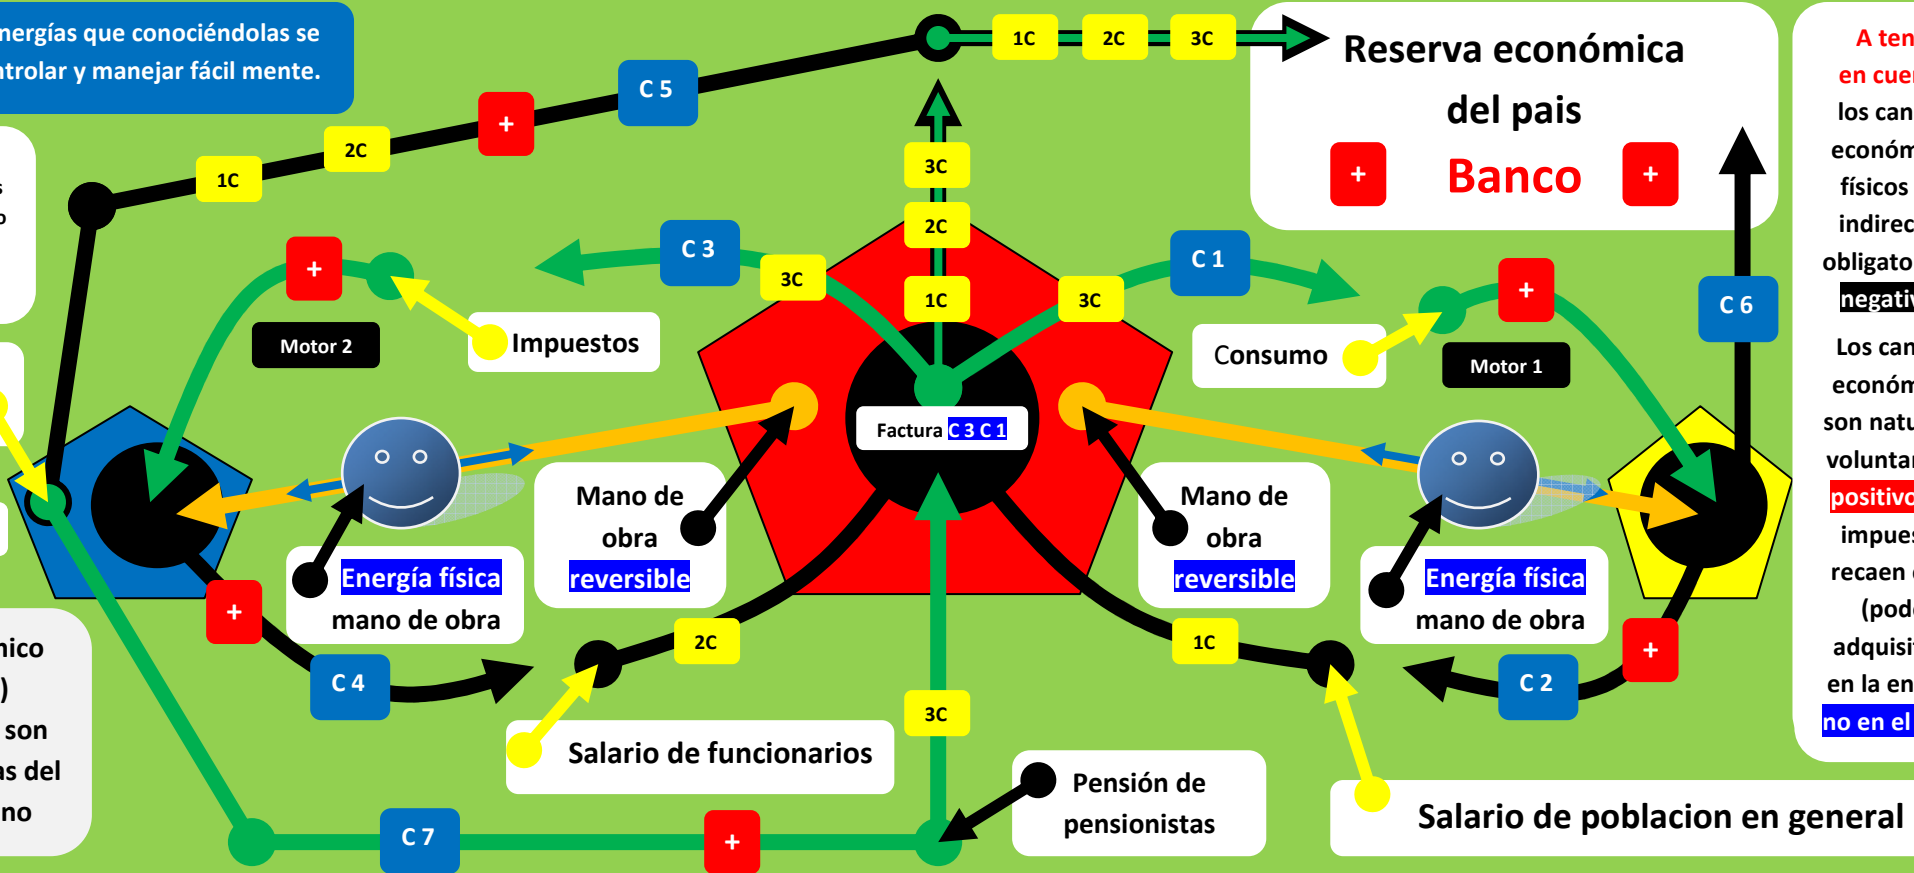 nergías que conociéndolas se
ntrolar y manejar fácil mente.
C 5
+
2C
1C
1C
2C
3C
Reserva económica
del pais
+ Banco +
A ten
en cuer
los can
económ
físicos
indirec
obligato
negativ
Los can
económ
son natu
voluntar
positivo
impues
recaen
(pod
adquisit
en la en
no en el
s
o
3C
2C
1C
C 3
3C
+
Motor 2
Impuestos
3C
C 1
+
C 6
Consumo
Motor 1
Factura C 3 C 1
Mano de
obra
reversible
Mano de
obra
reversible
Energía física
mano de obra
Energía física
mano de obra
+
C 4
2C
1C
C 2
+
nico
)
son
as del
no
3C
Salario de funcionarios
Pensión de
pensionistas
Salario de poblacion en general
C 7
+